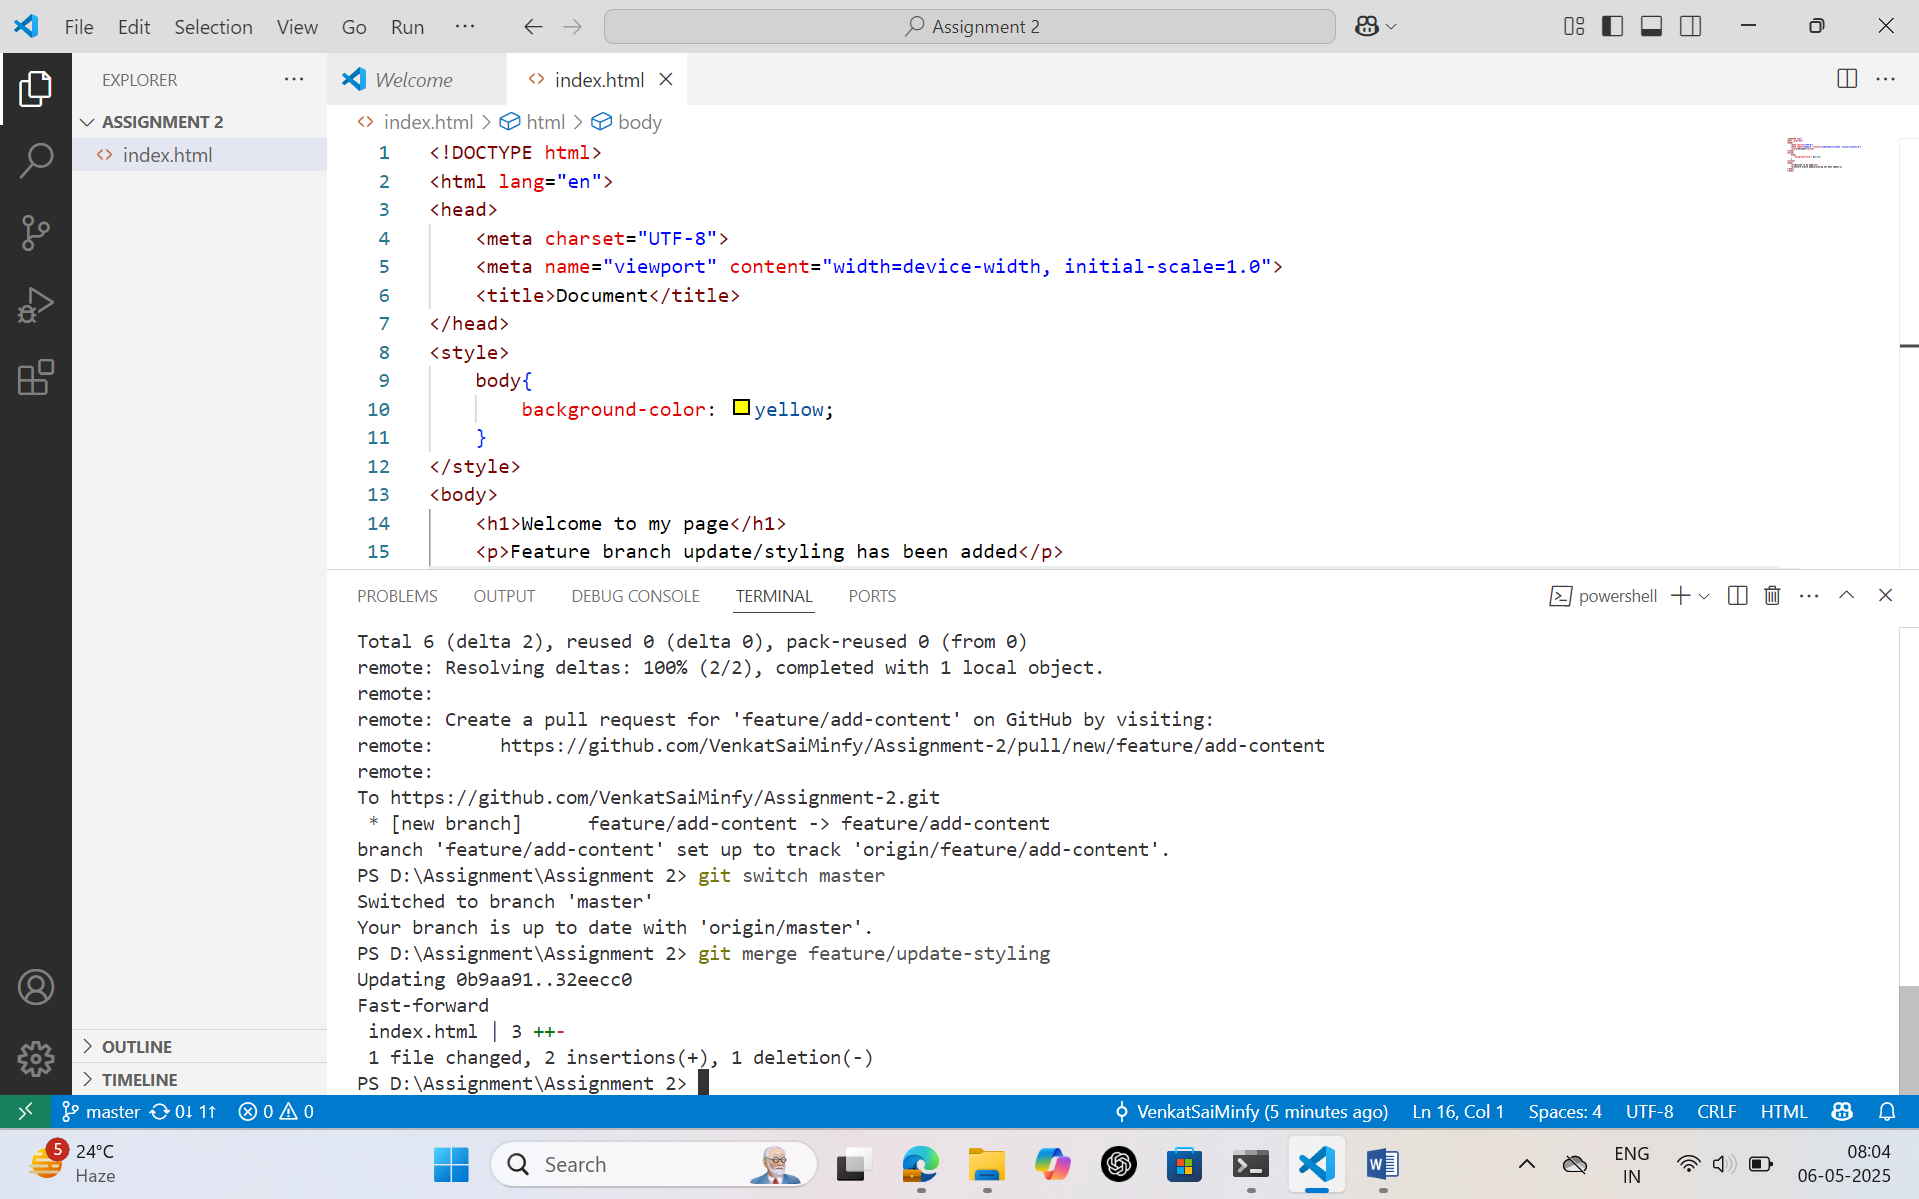 File Edit Selection View Go Run ··· Assignment 2
EXPLORER
ASSIGNMENT 2
index.html
OUTLINE
TIMELINE
Welcome index.html
index.html > html > body
1 <!DOCTYPE html>
2 <html lang="en">
3 <head>
4 <meta charset="UTF-8">
5 <meta name="viewport" content="width=device-width, initial-scale=1.0">
6 <title>Document</title>
7 </head>
8 <style>
9 body{
10 background-color: yellow;
11 }
12 </style>
13 <body>
14 <h1>Welcome to my page</h1>
15 <p>Feature branch update/styling has been added</p>
PROBLEMS OUTPUT DEBUG CONSOLE TERMINAL PORTS powershell
Total 6 (delta 2), reused 0 (delta 0), pack-reused 0 (from 0)
remote: Resolving deltas: 100% (2/2), completed with 1 local object.
remote:
remote: Create a pull request for 'feature/add-content' on GitHub by visiting:
remote: https://github.com/VenkatSaiMinfy/Assignment-2/pull/new/feature/add-content
remote:
To https://github.com/VenkatSaiMinfy/Assignment-2.git
* [new branch] feature/add-content -> feature/add-content
branch 'feature/add-content' set up to track 'origin/feature/add-content'.
PS D:\Assignment\Assignment 2> git switch master
Switched to branch 'master'
Your branch is up to date with 'origin/master'.
PS D:\Assignment\Assignment 2> git merge feature/update-styling
Updating 0b9aa91..32eecc0
Fast-forward
index.html | 3 ++-
1 file changed, 2 insertions(+), 1 deletion(-)
PS D:\Assignment\Assignment 2>
master 0↓ 1↑ 0 0 VenkatSaiMinfy (5 minutes ago) Ln 16, Col 1 Spaces: 4 UTF-8 CRLF HTML
5 24°C
Haze
Search
ENG
IN
08:04
06-05-2025